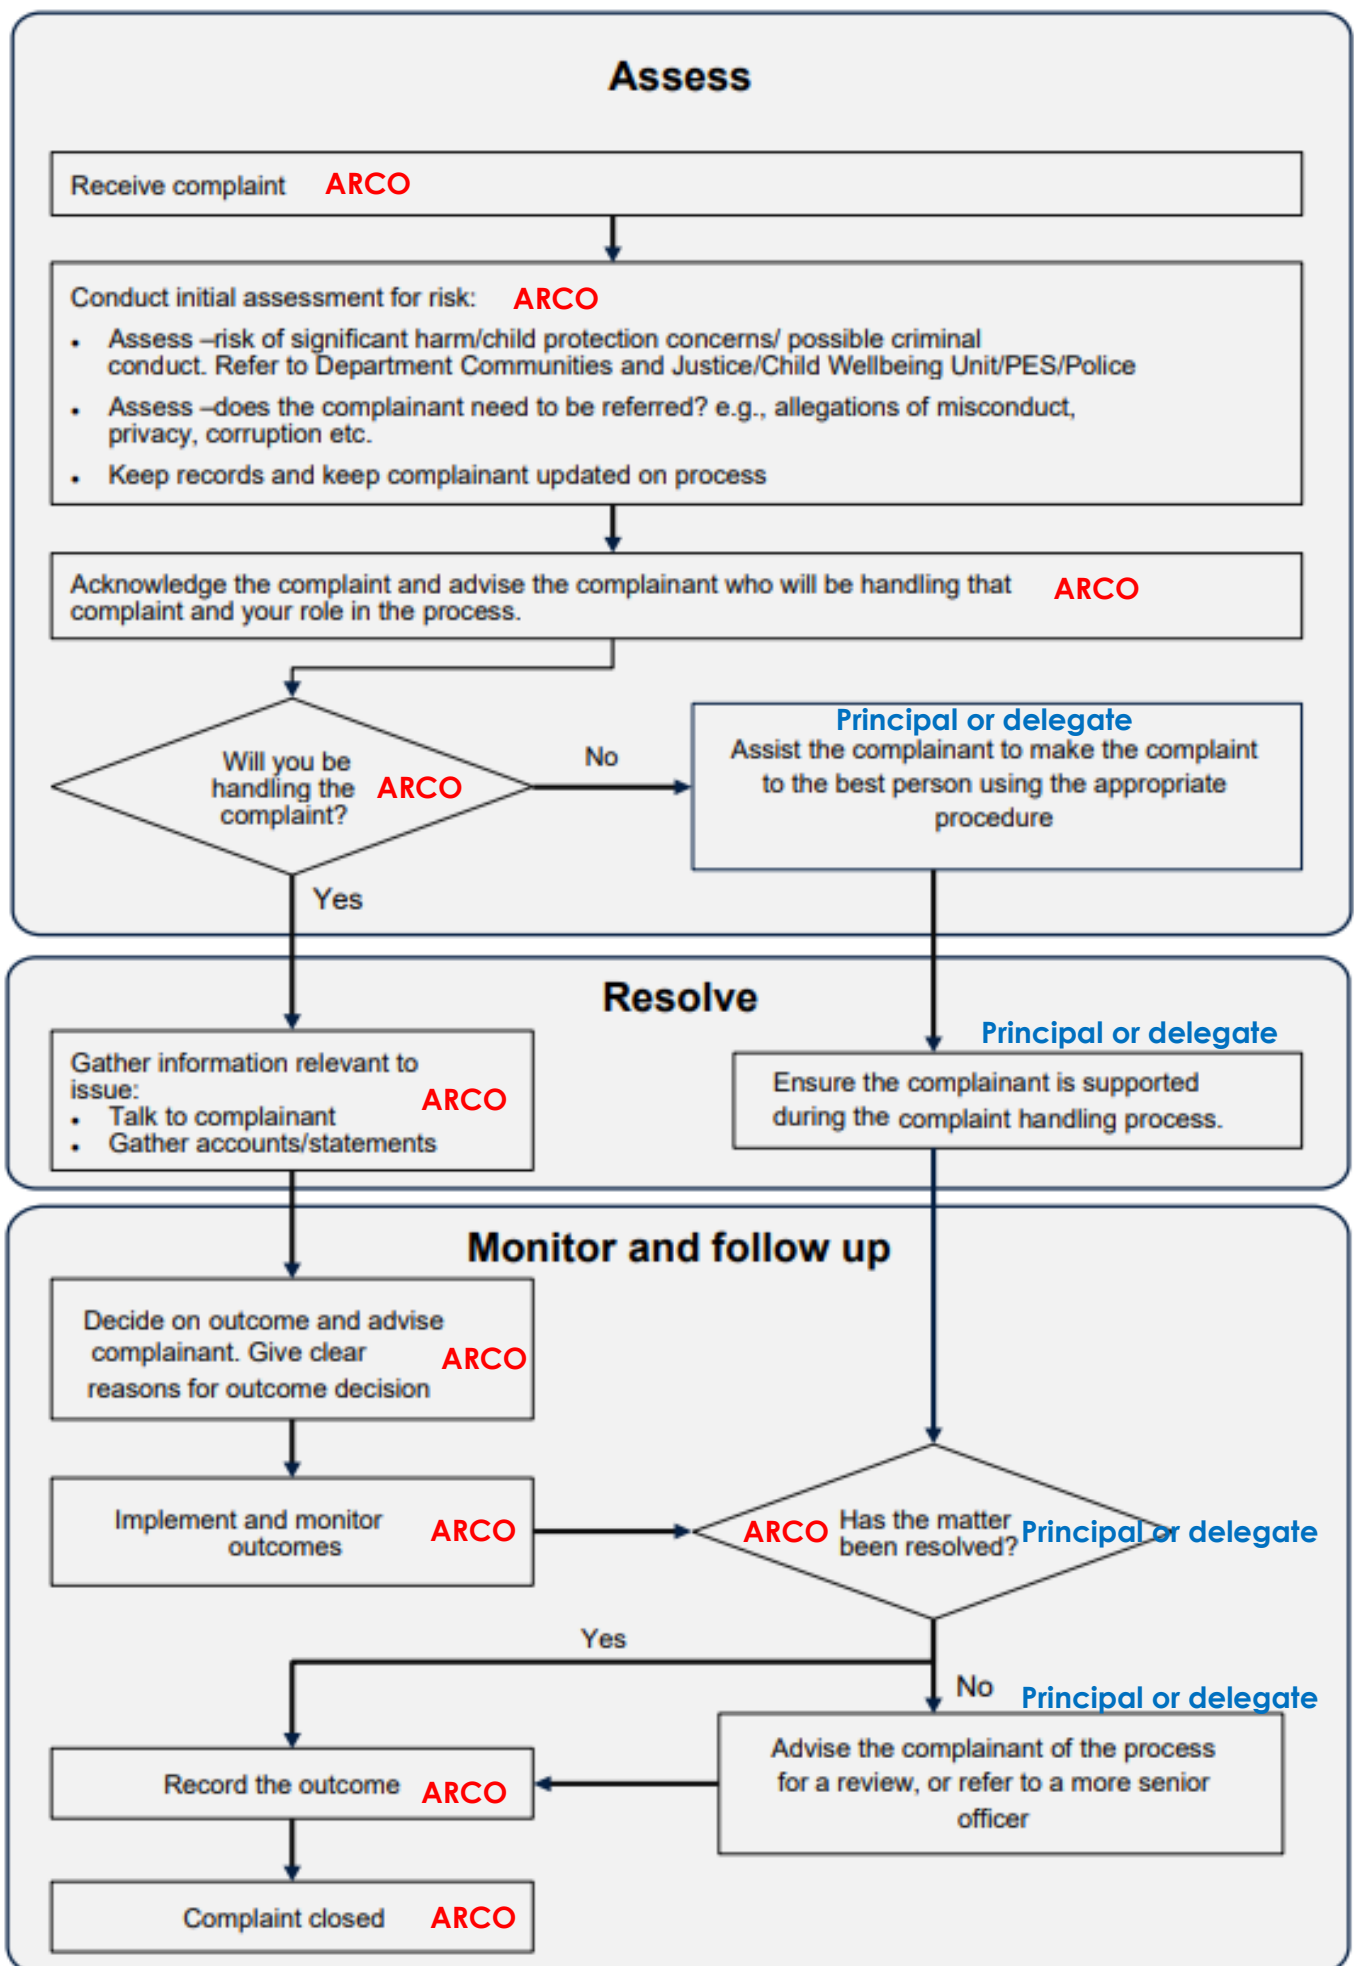 Assess
Receive complaint ARCO
Conduct initial assessment for risk: ARCO
• Assess –risk of significant harm/child protection concerns/ possible criminal
conduct. Refer to Department Communities and Justice/Child Wellbeing Unit/PES/Police
• Assess –does the complainant need to be referred? e.g., allegations of misconduct,
privacy, corruption etc.
• Keep records and keep complainant updated on process
Acknowledge the complaint and advise the complainant who will be handling that
complaint and your role in the process.
ARCO
Will you be
handling the
complaint?
ARCO
No
Principal or delegate
Assist the complainant to make the complaint
to the best person using the appropriate
procedure
Yes
Resolve
Gather information relevant to
issue:
• Talk to complainant
• Gather accounts/statements
ARCO
Principal or delegate
Ensure the complainant is supported
during the complaint handling process.
Monitor and follow up
Decide on outcome and advise
complainant. Give clear
reasons for outcome decision
ARCO
Implement and monitor
outcomes
ARCO
ARCO
Has the matter
been resolved?
Principal or delegate
Yes
No
Principal or delegate
Advise the complainant of the process
for a review, or refer to a more senior
officer
Record the outcome ARCO
Complaint closed ARCO